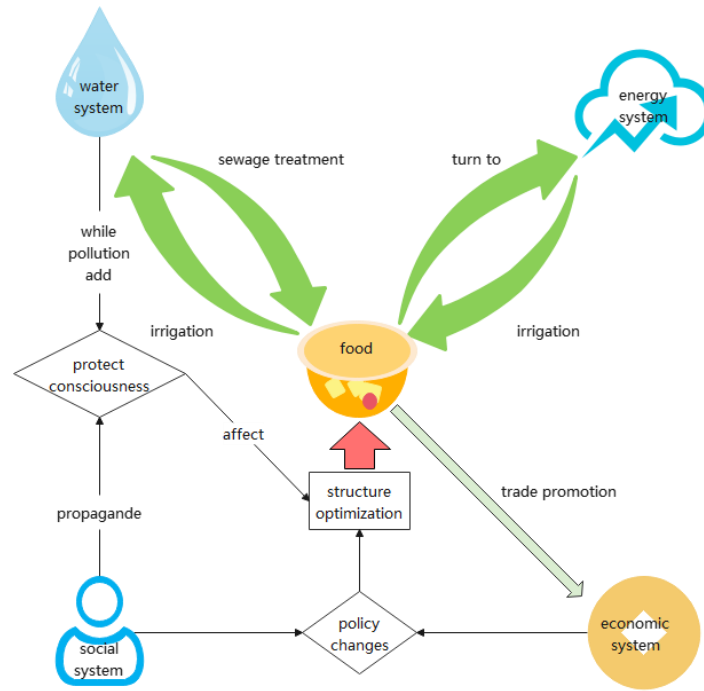 water
system
energy
system
sewage treatment
turn to
while
pollution
add
irrigation
irrigation
food
protect
consciousness
affect
structure
optimization
trade promotion
propagande
social
system
policy
changes
economic
system